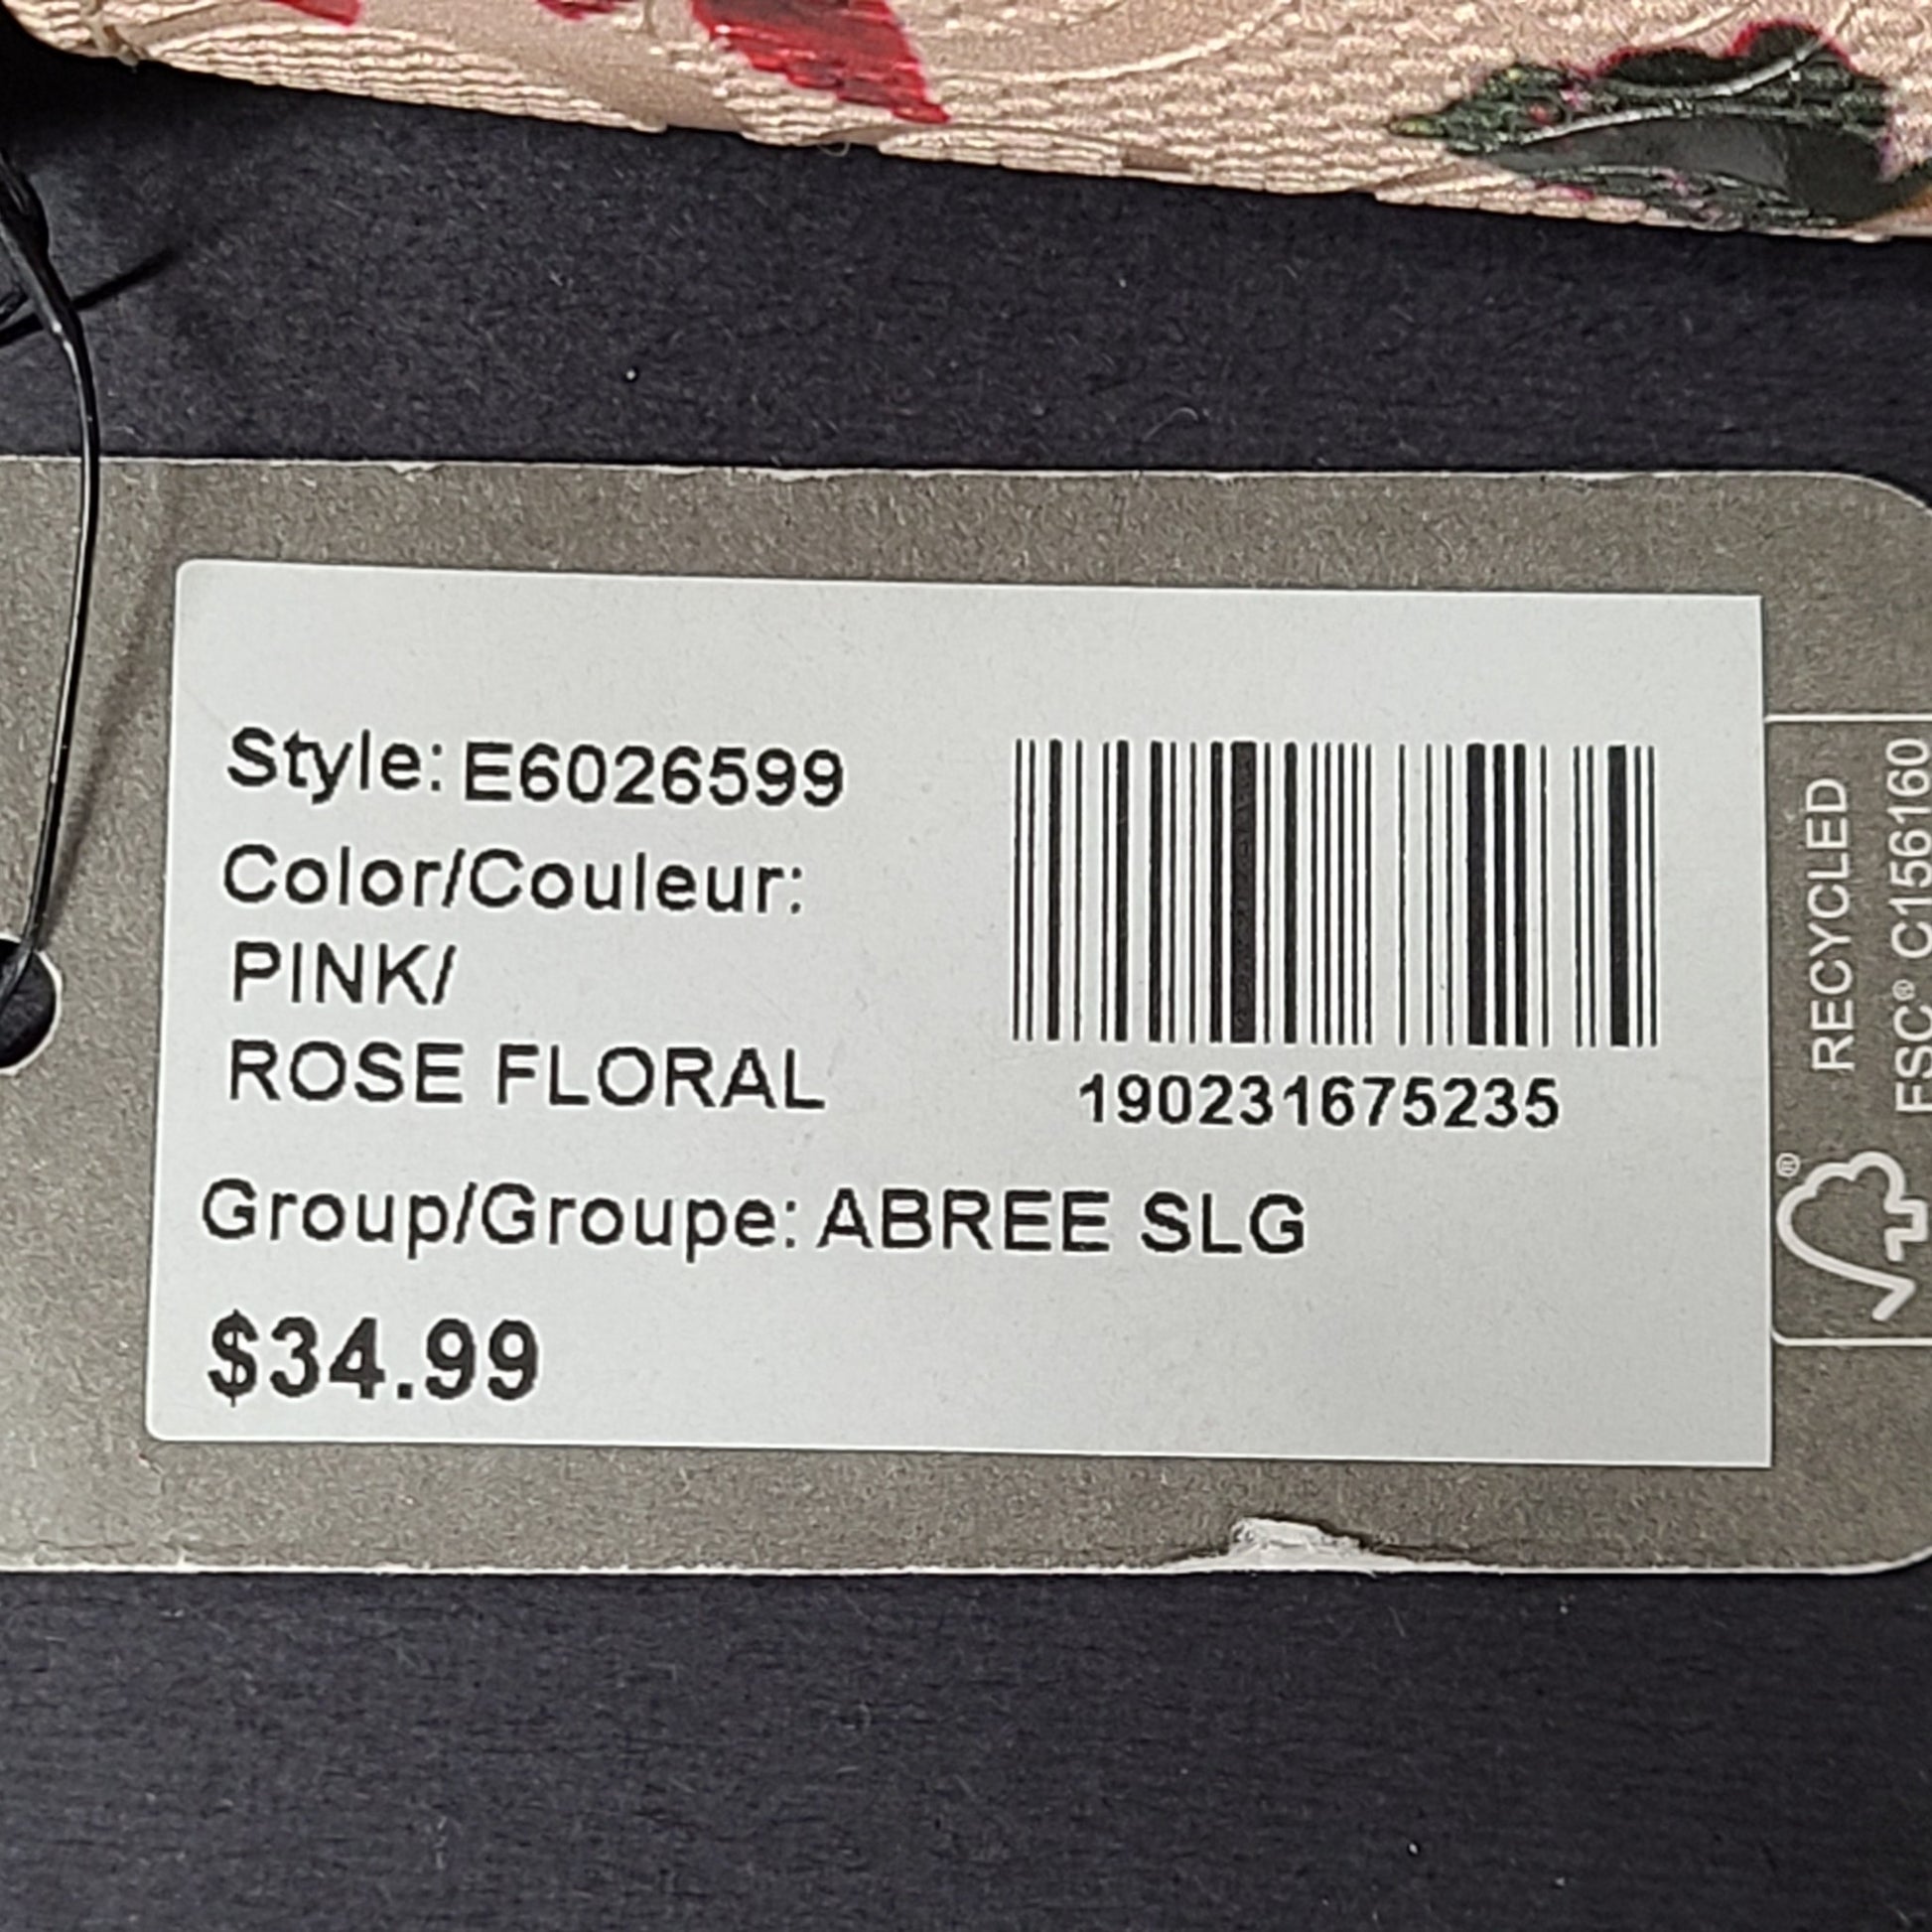 Style: E6026599
Color/Couleur:
PINK/
ROSE FLORAL
190231675235
Group/Groupe: ABREE SLG
$34.99
RECYCLED
FSC® C156160
®